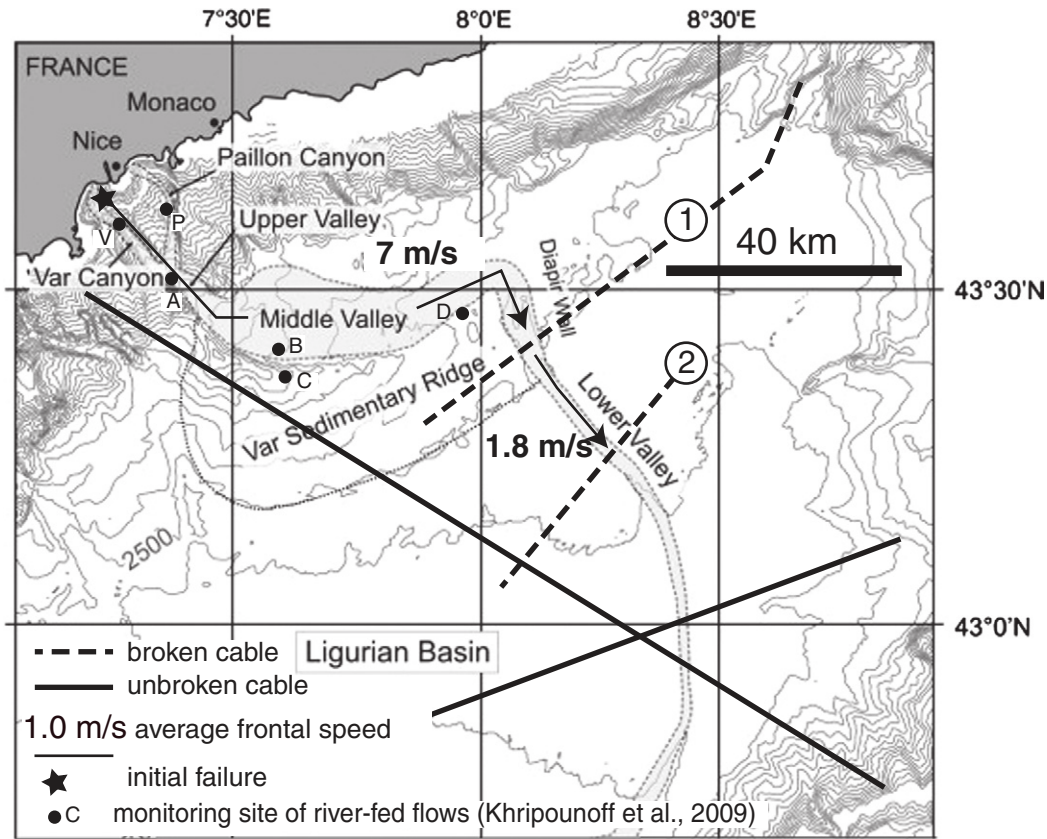 7°30'E
8°0'E
8°30'E
FRANCE
Monaco
Nice
Paillon Canyon
P
Upper Valley
V
1
7 m/s
40 km
Var Canyon
A
Diapir Wall
43°30'N
Middle Valley
D
B
2
C
Var Sedimentary Ridge
Lower Valley
1.8 m/s
2500
43°0'N
broken cable
Ligurian Basin
unbroken cable
1.0 m/s average frontal speed
initial failure
C monitoring site of river-fed flows (Khripounoff et al., 2009)